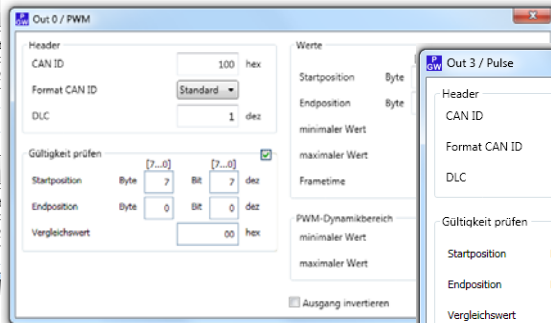 PGW Out 0 / PWM
Header
CAN ID 100 hex
Format CAN ID Standard
DLC 1 dez
Gültigkeit prüfen
[7...0] [7...0]
Startposition Byte 7 Bit 7 dez
Endposition Byte 0 Bit 0 dez
Vergleichswert 00 hex
Werte
Startposition Byte
Endposition Byte
minimaler Wert
maximaler Wert
Frametime
PWM-Dynamikbereich
minimaler Wert
maximaler Wert
Ausgang invertieren
PGW Out 3 / Pulse
Header
CAN ID
Format CAN ID
DLC
Gültigkeit prüfen
Startposition
Endposition
Vergleichswert